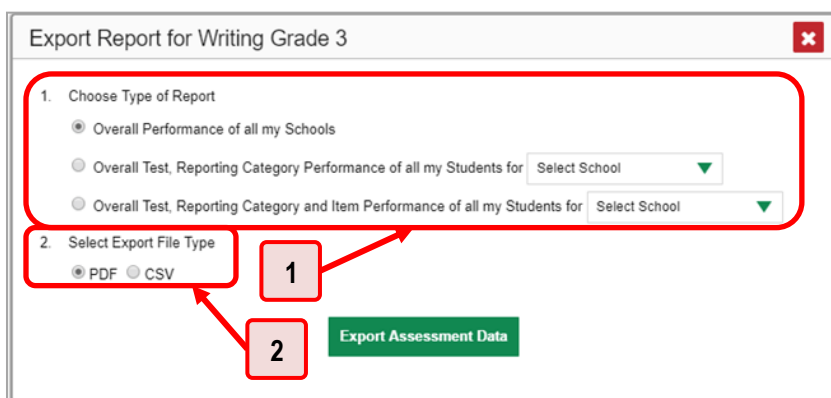 Export Report for Writing Grade 3
1. Choose Type of Report
Overall Performance of all my Schools
Overall Test, Reporting Category Performance of all my Students for Select School
Overall Test, Reporting Category and Item Performance of all my Students for Select School
2. Select Export File Type
PDF CSV
1
2
Export Assessment Data